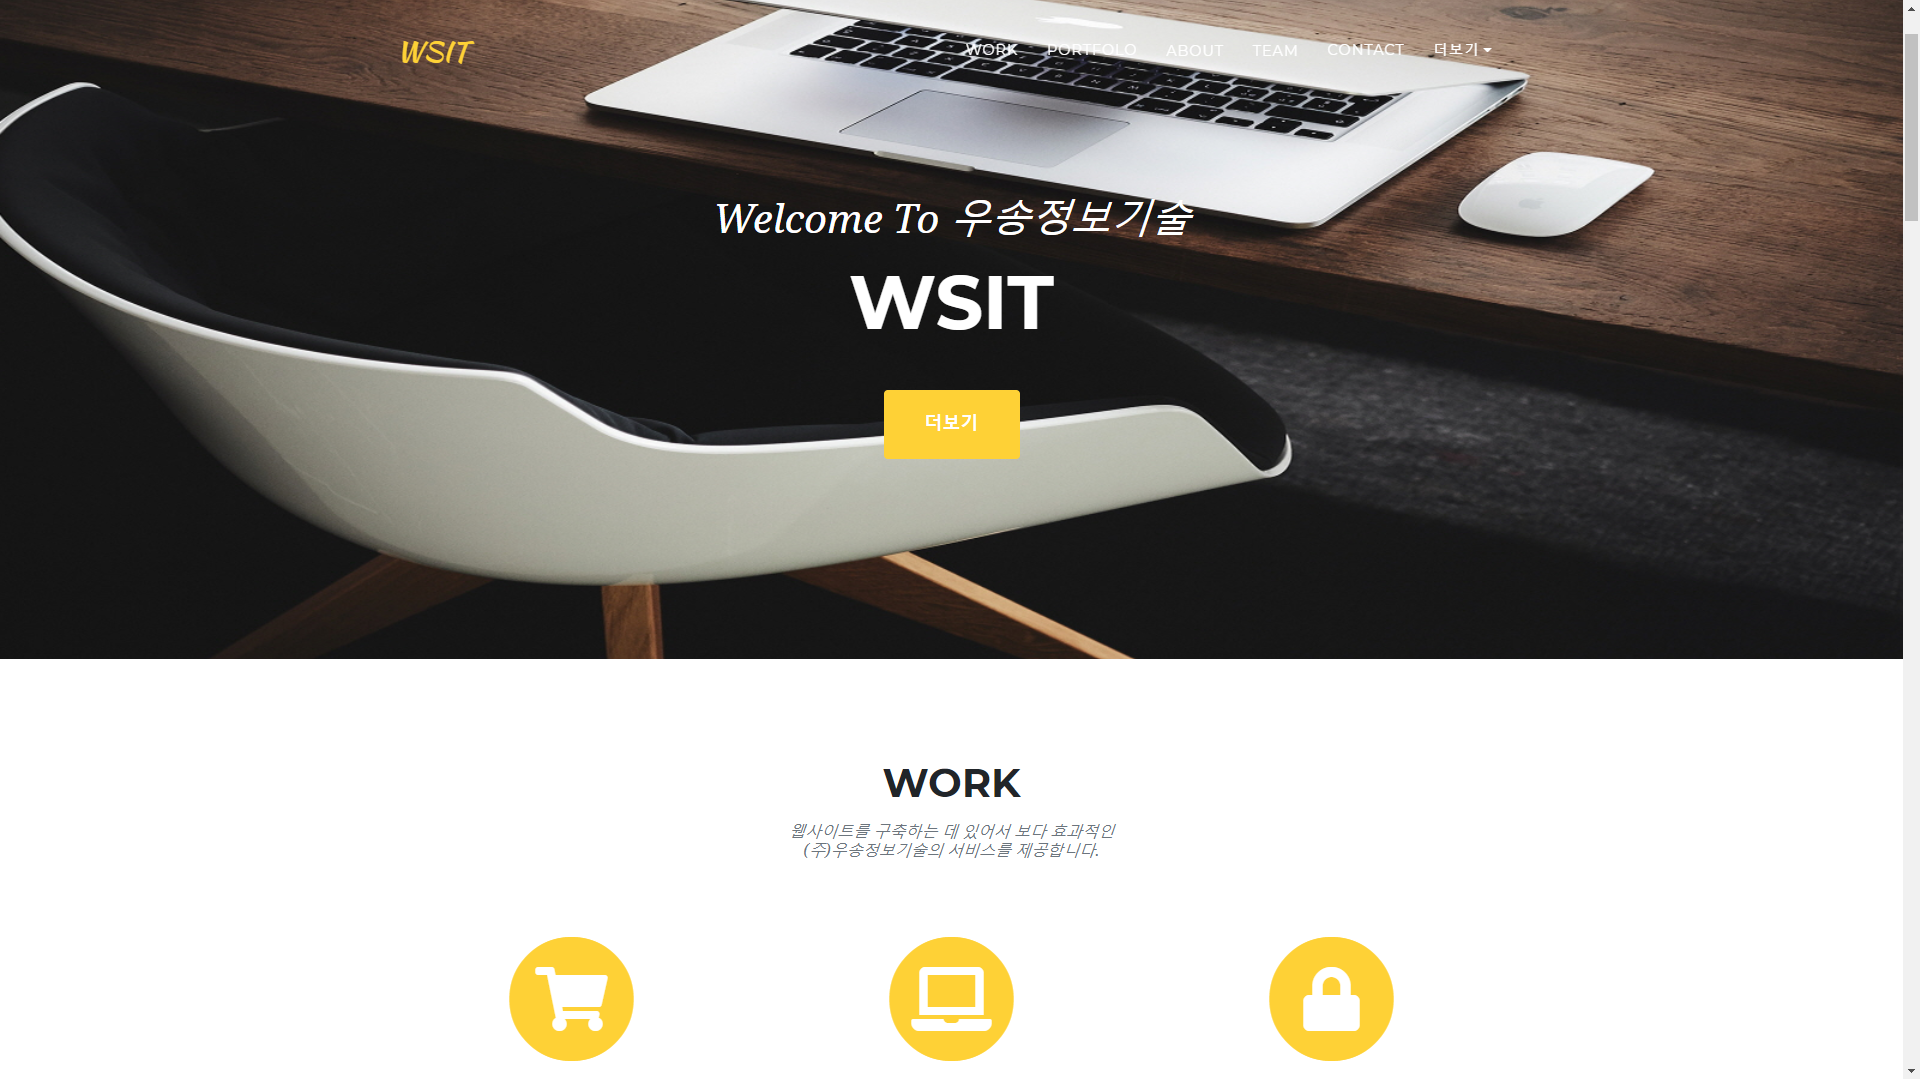 WSIT
WORK PORTFOLO ABOUT TEAM CONTACT 더보기
Welcome To 우송정보기술
WSIT
더보기
WORK
웹사이트를 구축하는 데 있어서 보다 효과적인
(주)우송정보기술의 서비스를 제공합니다.